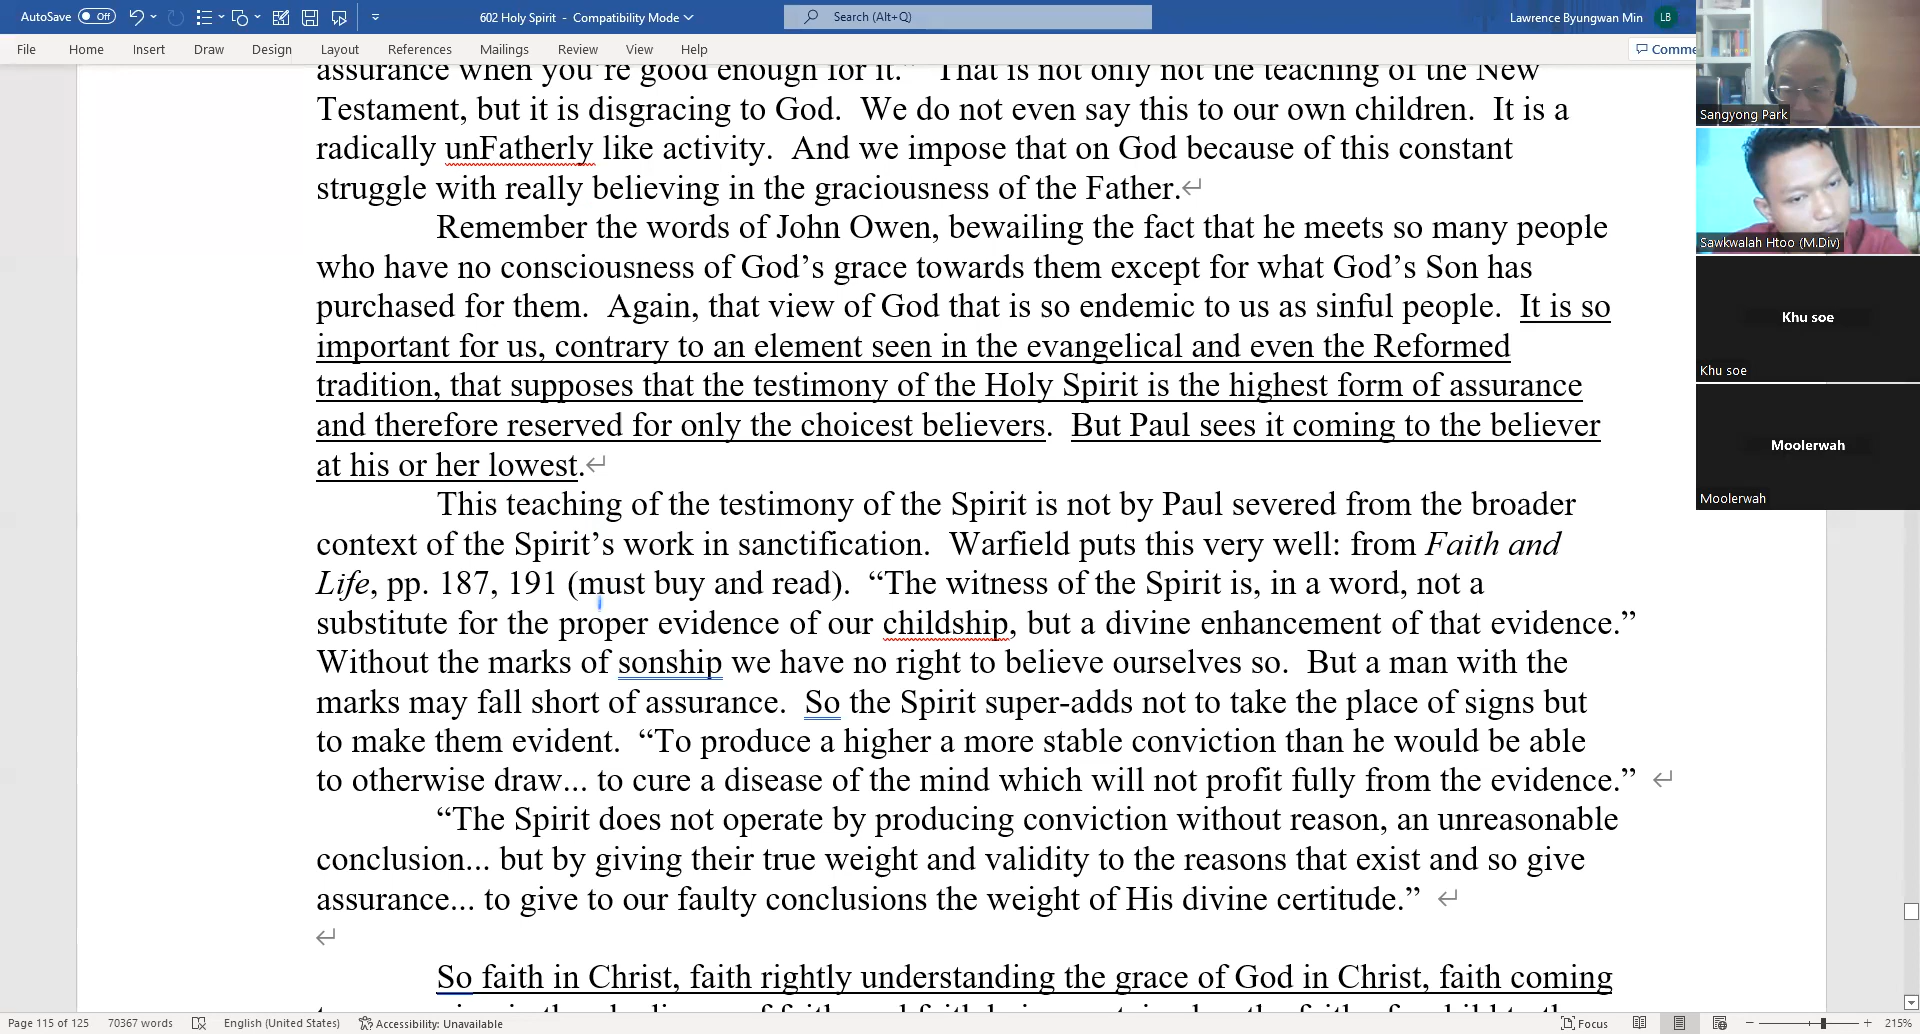 AutoSave Off
602 Holy Spirit - Compatibility Mode
Search (Alt+Q)
Lawrence Byungwan Min LB
File Home Insert Draw Design Layout References Mailings Review View Help
Comme
assurance when you’re good enough for it.” That is not only not the teaching of the New
Testament, but it is disgracing to God. We do not even say this to our own children. It is a
radically unFatherly like activity. And we impose that on God because of this constant
struggle with really believing in the graciousness of the Father.
Remember the words of John Owen, bewailing the fact that he meets so many people
who have no consciousness of God’s grace towards them except for what God’s Son has
purchased for them. Again, that view of God that is so endemic to us as sinful people. It is so
important for us, contrary to an element seen in the evangelical and even the Reformed
tradition, that supposes that the testimony of the Holy Spirit is the highest form of assurance
and therefore reserved for only the choicest believers. But Paul sees it coming to the believer
at his or her lowest.
This teaching of the testimony of the Spirit is not by Paul severed from the broader
context of the Spirit’s work in sanctification. Warfield puts this very well: from Faith and
Life, pp. 187, 191 (must buy and read). “The witness of the Spirit is, in a word, not a
substitute for the proper evidence of our childship, but a divine enhancement of that evidence.”
Without the marks of sonship we have no right to believe ourselves so. But a man with the
marks may fall short of assurance. So the Spirit super-adds not to take the place of signs but
to make them evident. “To produce a higher a more stable conviction than he would be able
to otherwise draw... to cure a disease of the mind which will not profit fully from the evidence.”
“The Spirit does not operate by producing conviction without reason, an unreasonable
conclusion... but by giving their true weight and validity to the reasons that exist and so give
assurance... to give to our faulty conclusions the weight of His divine certitude.”
So faith in Christ, faith rightly understanding the grace of God in Christ, faith coming
Sangyong Park
Sawkwalah Htoo (M.Div)
Khu soe
Khu soe
Moolerwah
Moolerwah
Page 115 of 125 70367 words English (United States) Accessibility: Unavailable
Focus 215%